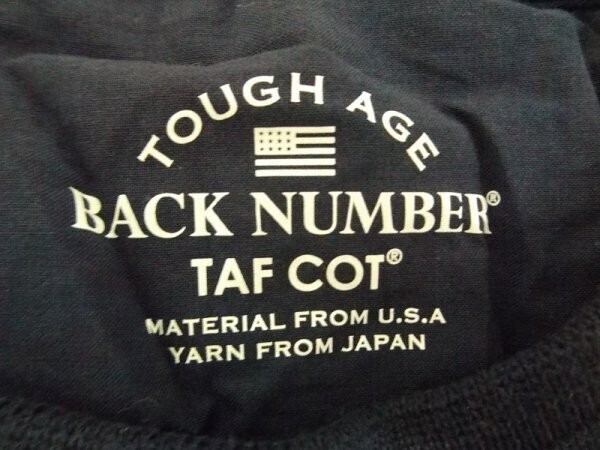 TOUGH AGE
BACK NUMBER®
TAF COT®
MATERIAL FROM U.S.A
YARN FROM JAPAN